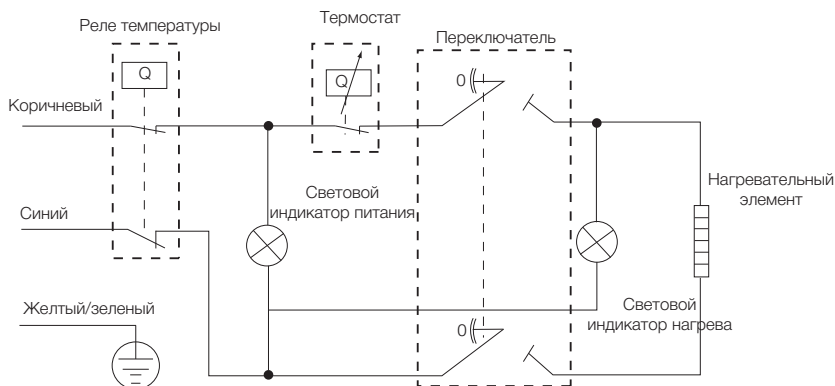 Реле температуры
Термостат
Переключатель
Q
Q
0
Коричневый
Световой
индикатор питания
Нагревательный
элемент
Синий
Желтый/зеленый
0
Световой
индикатор нагрева